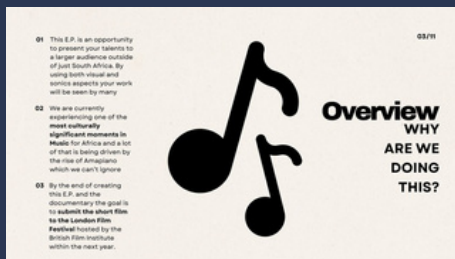 03/11
01 This E.P. is an opportunity
to present your talents to
a larger audience outside
of just South Africa. By
using both visual and
sonics aspects your work
will be seen by many
02 We are currently
experiencing one of the
most culturally
significant moments in
Music for Africa and a lot
of that is being driven by
the rise of Amapiano
which we can't ignore
03 By the end of creating
this E.P. and the
documentary the goal is
to submit the short film
to the London Film
Festival hosted by the
British Film Institute
within the next year.
Overview
WHY
ARE WE
DOING
THIS?